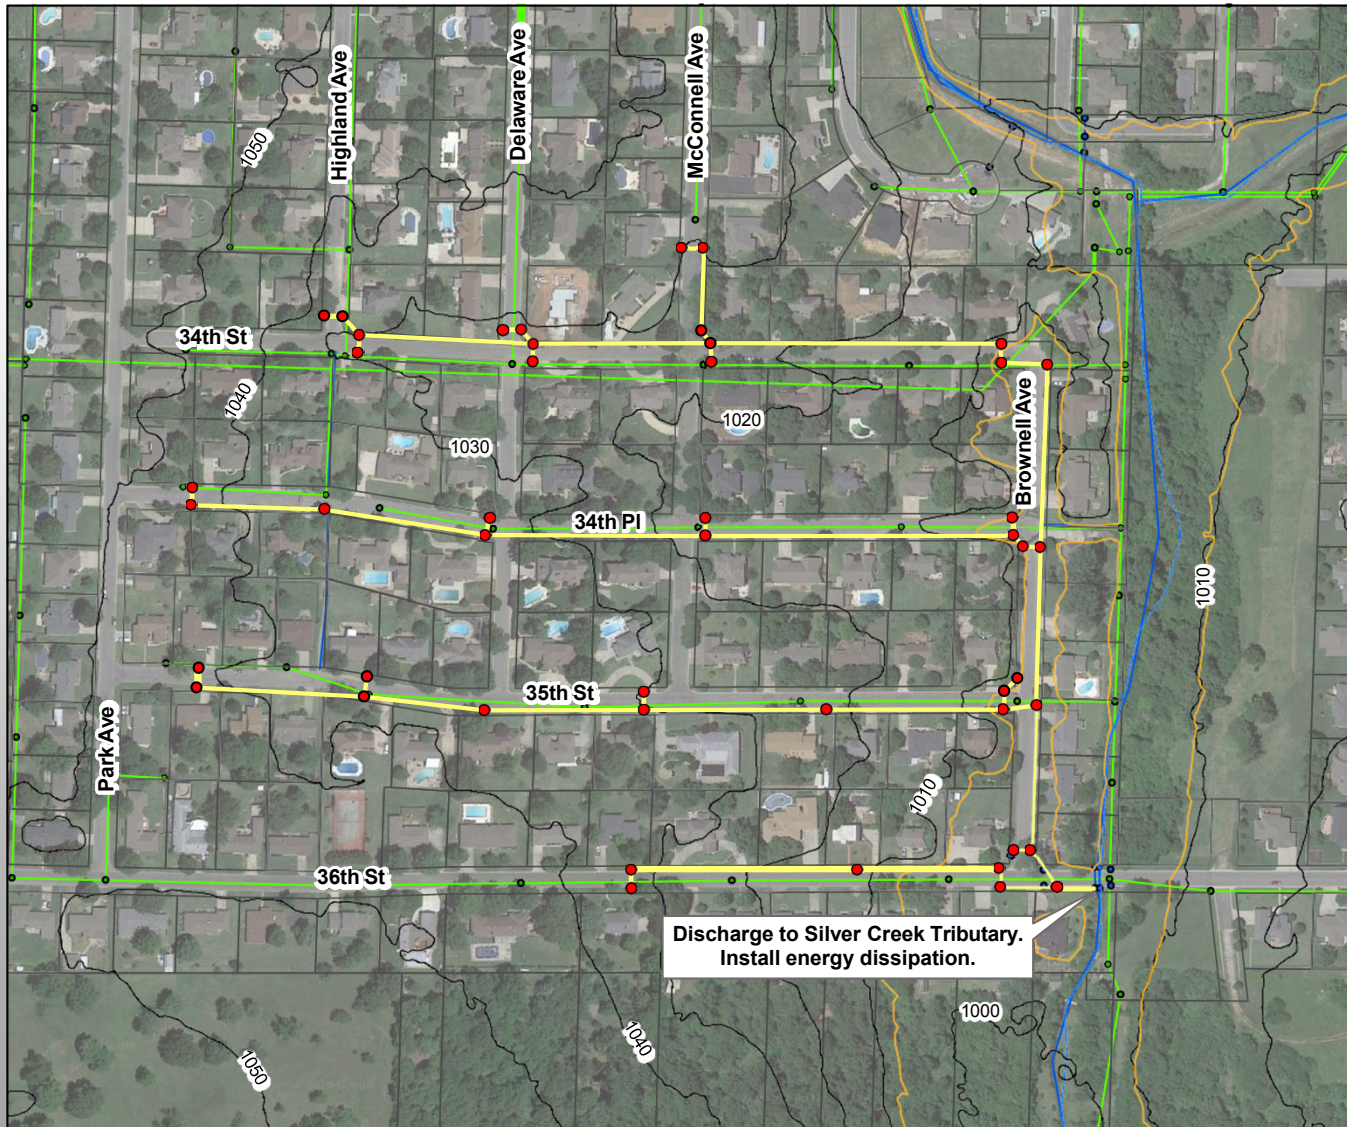 Highland Ave
Delaware Ave
McConnell Ave
1050
34th St
1040
1030
1020
Brownell Ave
34th Pl
1010
35th St
Park Ave
1010
36th St
Discharge to Silver Creek Tributary.
Install energy dissipation.
1000
1040
1050